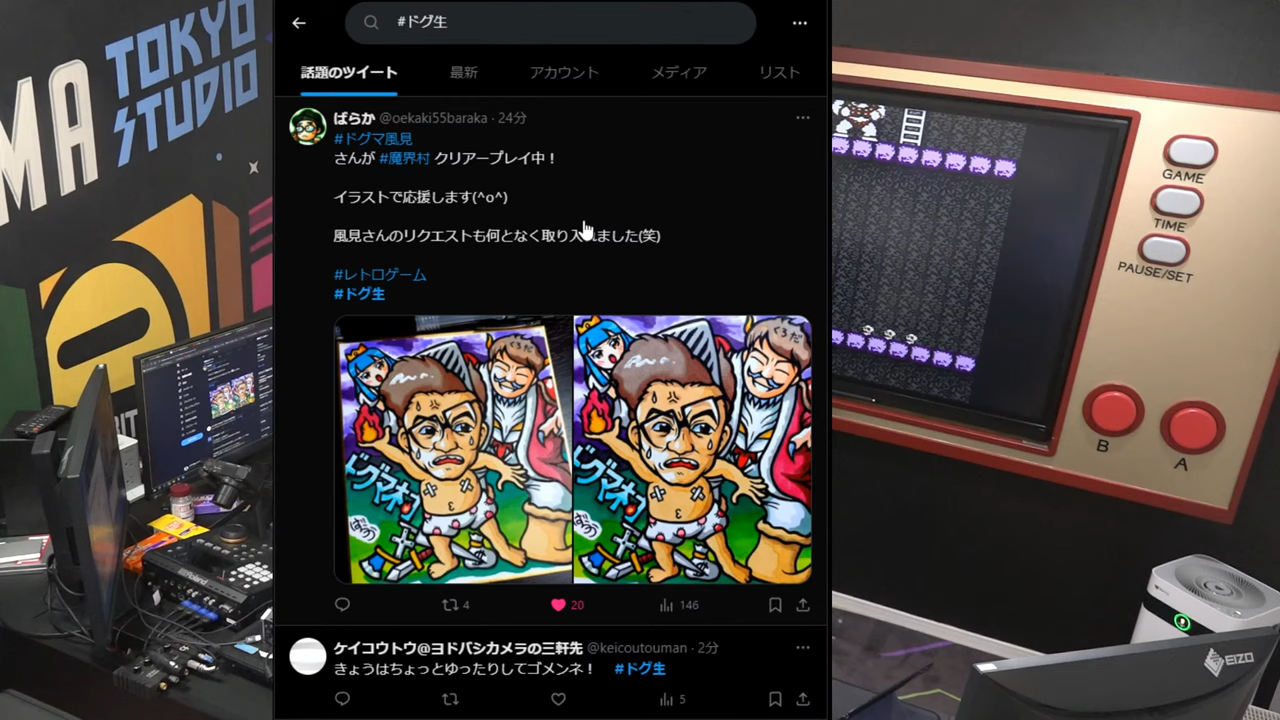 MA
TOKYO
STUDIO
#ドグ生
話題のツイート
最新
アカウント
メディア
リスト
ばらか @oekaki55baraka · 24分
#ドグマ風見
さんが #魔界村 クリアープレイ中！
イラストで応援します(^o^)
風見さんのリクエストも何となく取り入れました(笑)
#レトロゲーム
#ドグ生
くろだ
くろだ
4
20
146
ケイコウトウ@ヨドバシカメラの三軒先 @keicoutouman · 2分
きょうはちょっとゆったりしてゴメンネ！ #ドグ生
5
GAME
TIME
PAUSE/SET
B
A
Roland
EIZO